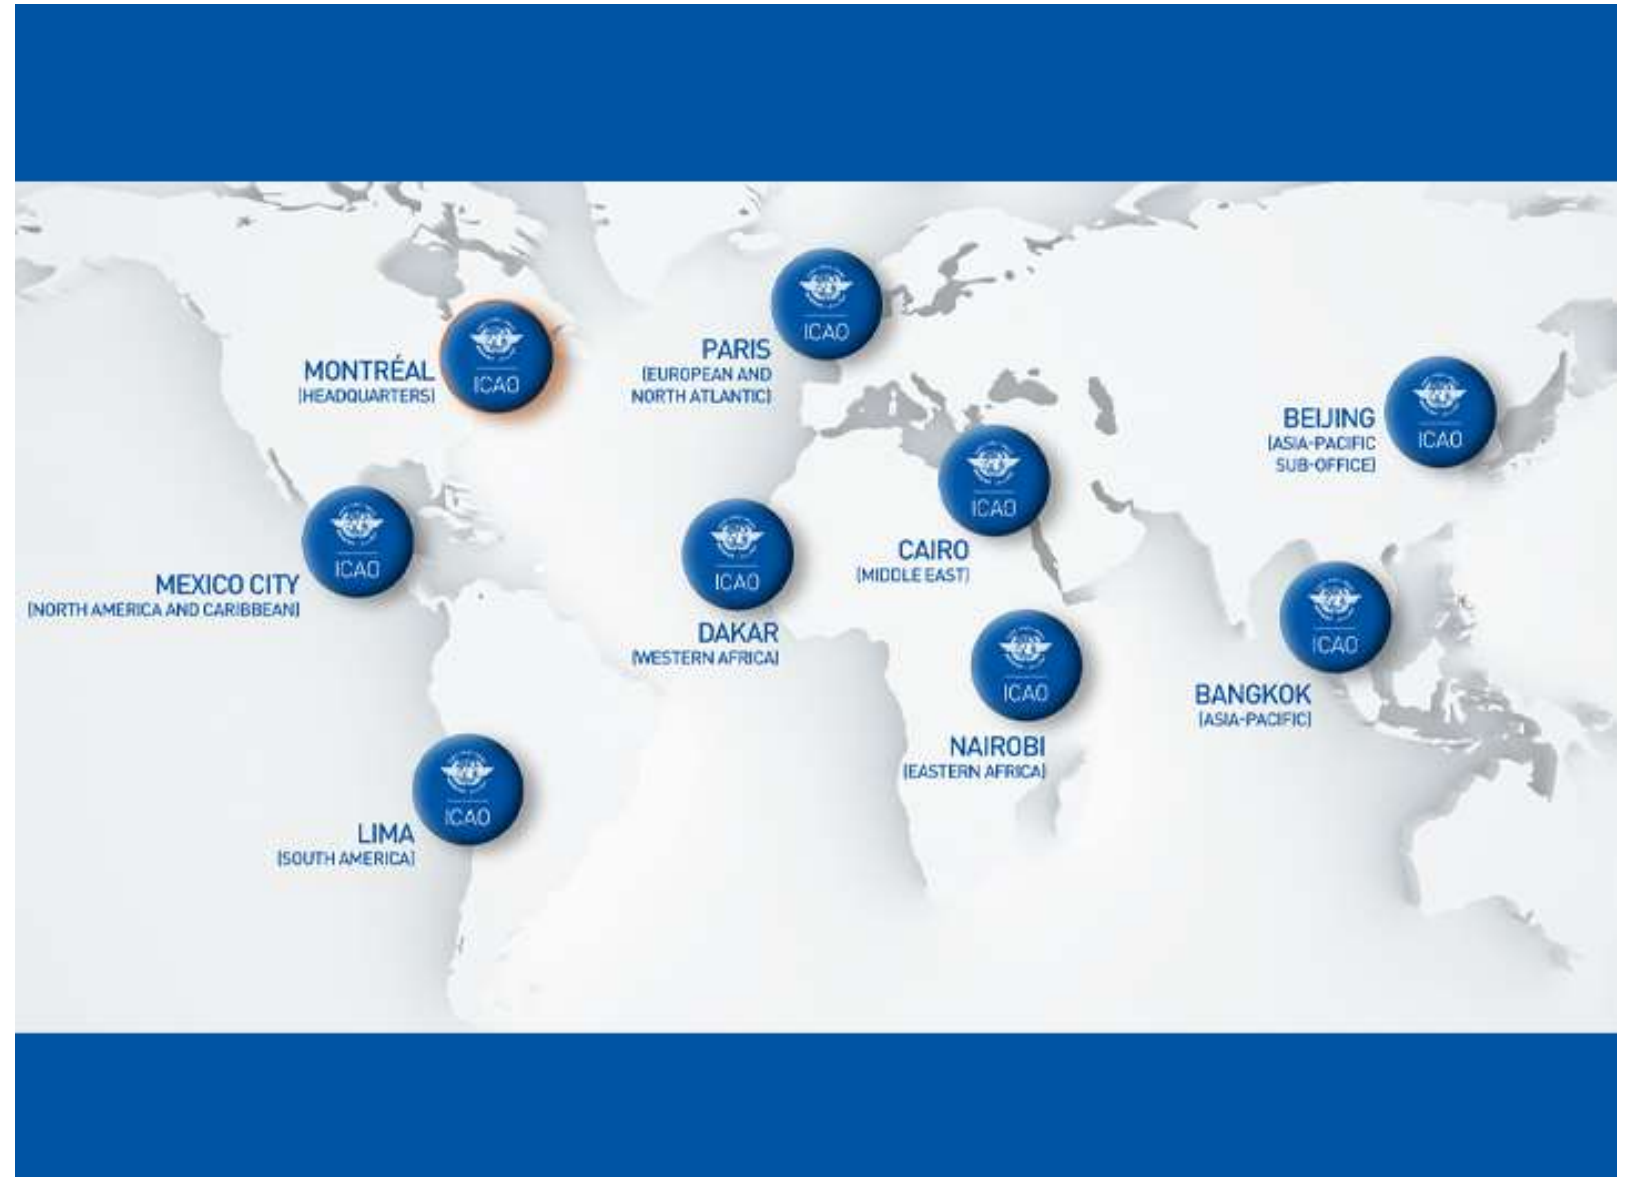 ICAO
PARIS
(EUROPEAN AND
NORTH ATLANTIC)
ICAO
MONTRÉAL
(HEADQUARTERS)
ICAO
BEIJING
(ASIA-PACIFIC
SUB-OFFICE)
ICAO
CAIRO
(MIDDLE EAST)
ICAO
MEXICO CITY
(NORTH AMERICA AND CARIBBEAN)
ICAO
DAKAR
(WESTERN AFRICA)
ICAO
BANGKOK
(ASIA-PACIFIC)
ICAO
NAIROBI
(EASTERN AFRICA)
ICAO
LIMA
(SOUTH AMERICA)